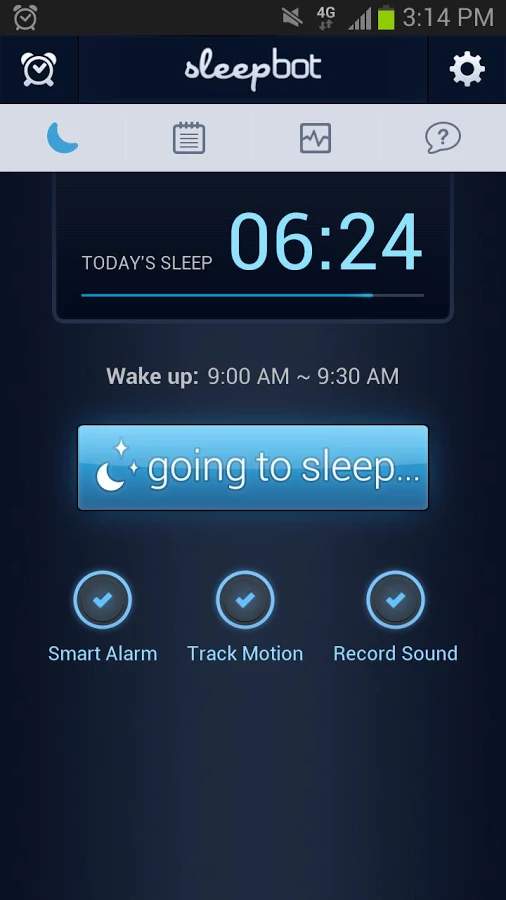 4G 3:14 PM
sleepbot
?
TODAY'S SLEEP 06:24
Wake up: 9:00 AM ~ 9:30 AM
going to sleep...
Smart Alarm Track Motion Record Sound